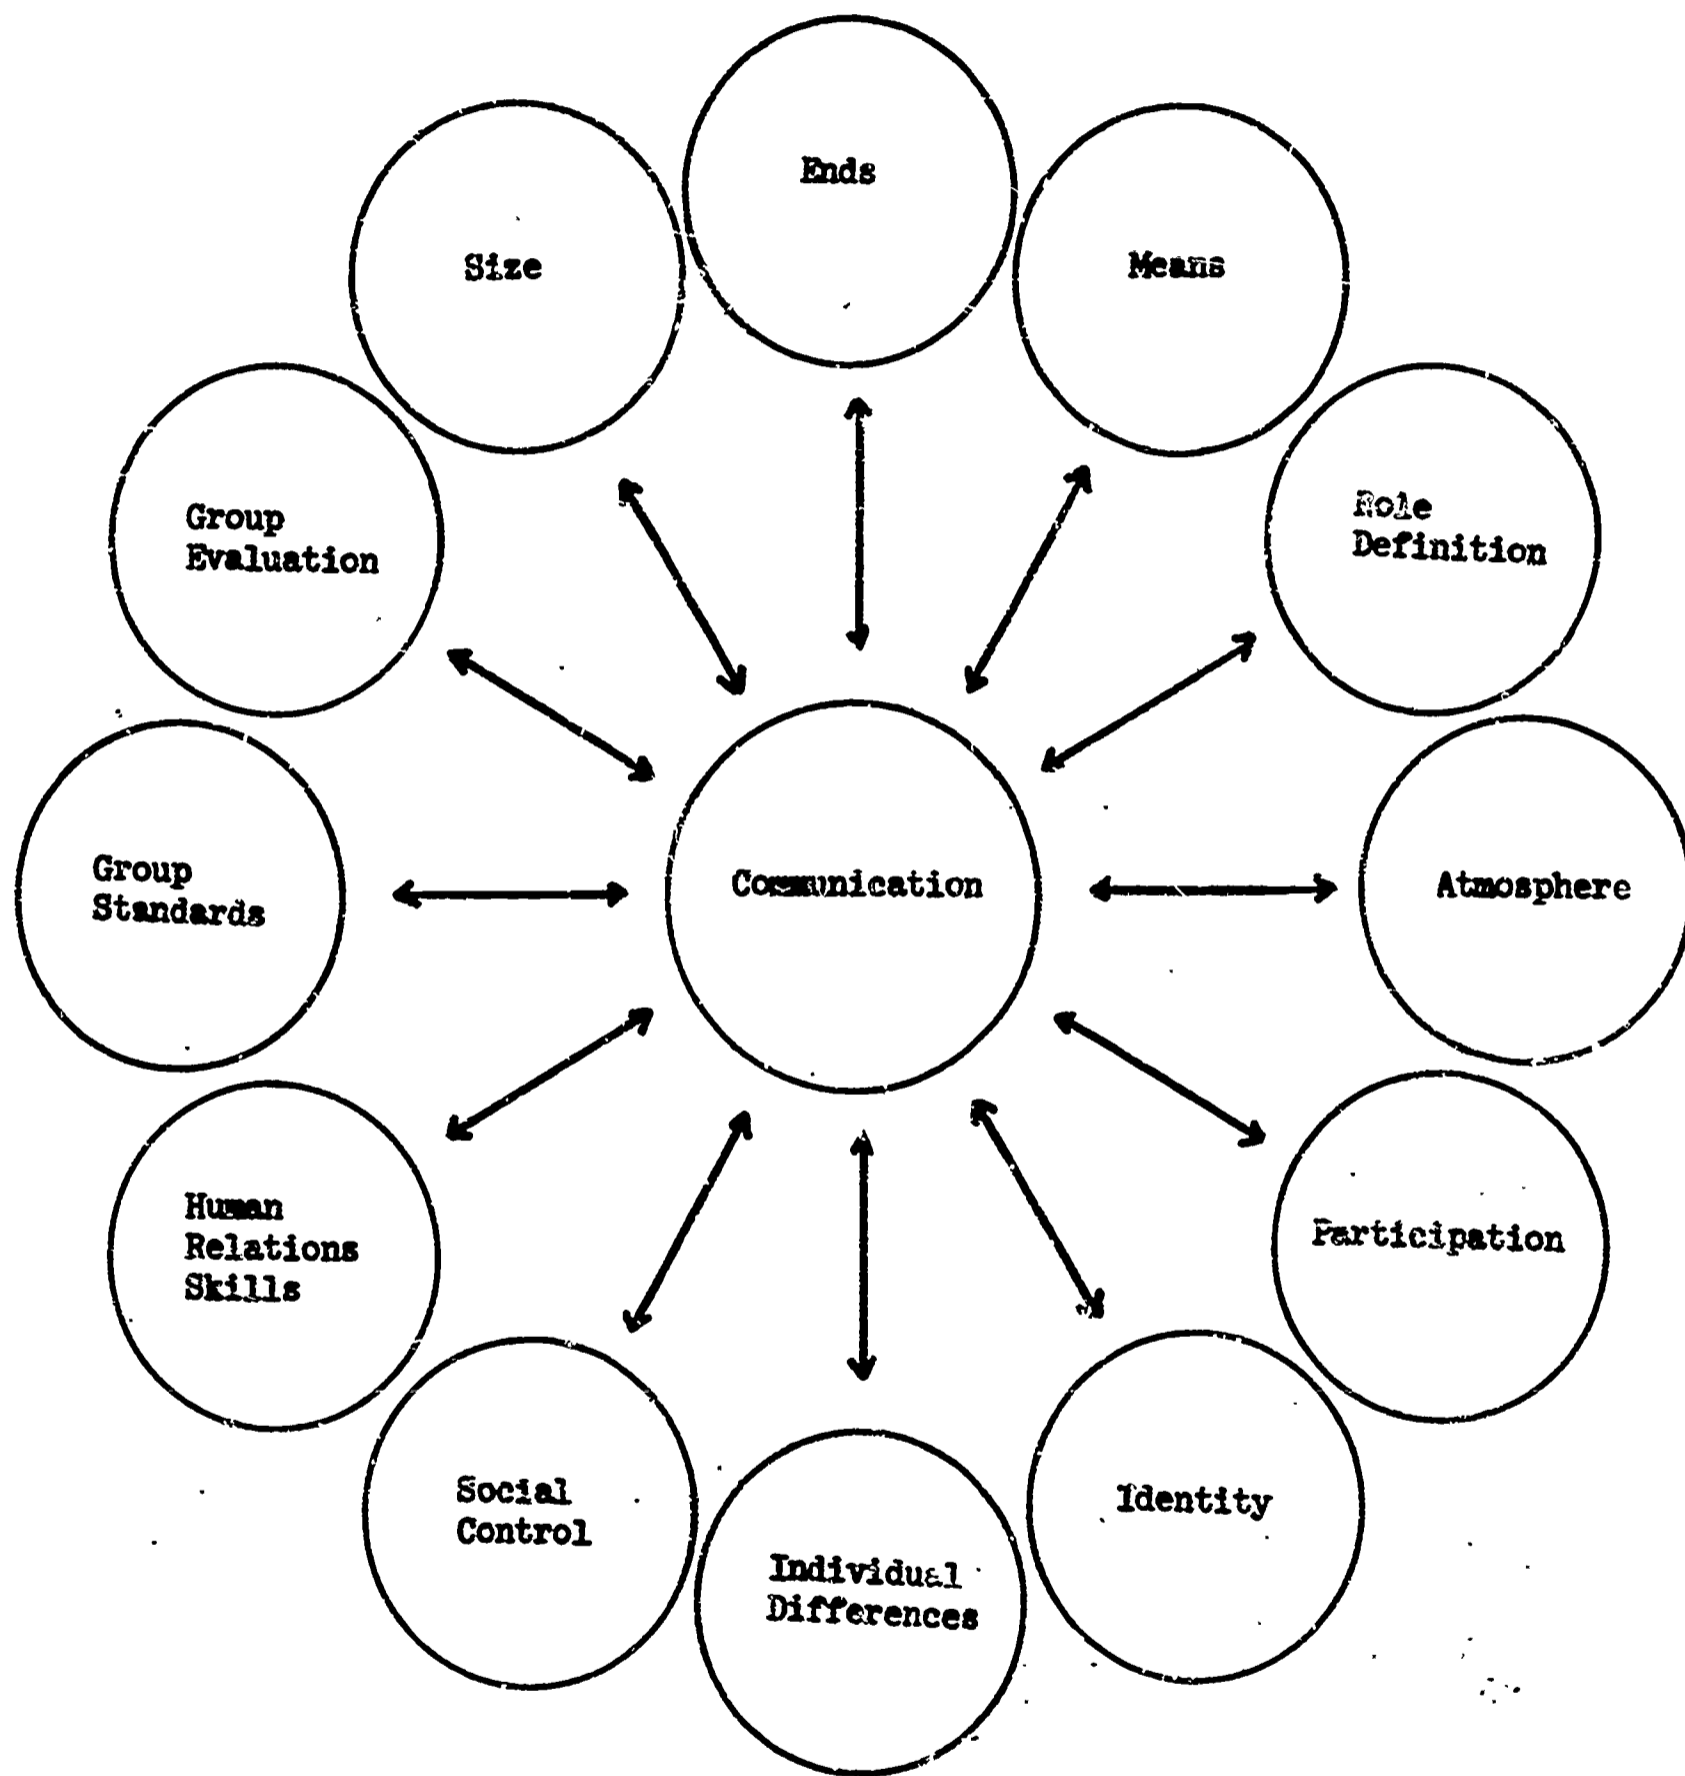 Ends
Size
Means
Role
Definition
Group
Evaluation
Communication
Atmosphere
Group
Standards
Human
Relations
Skills
Participation
Social
Control
Identity
Individual
Differences